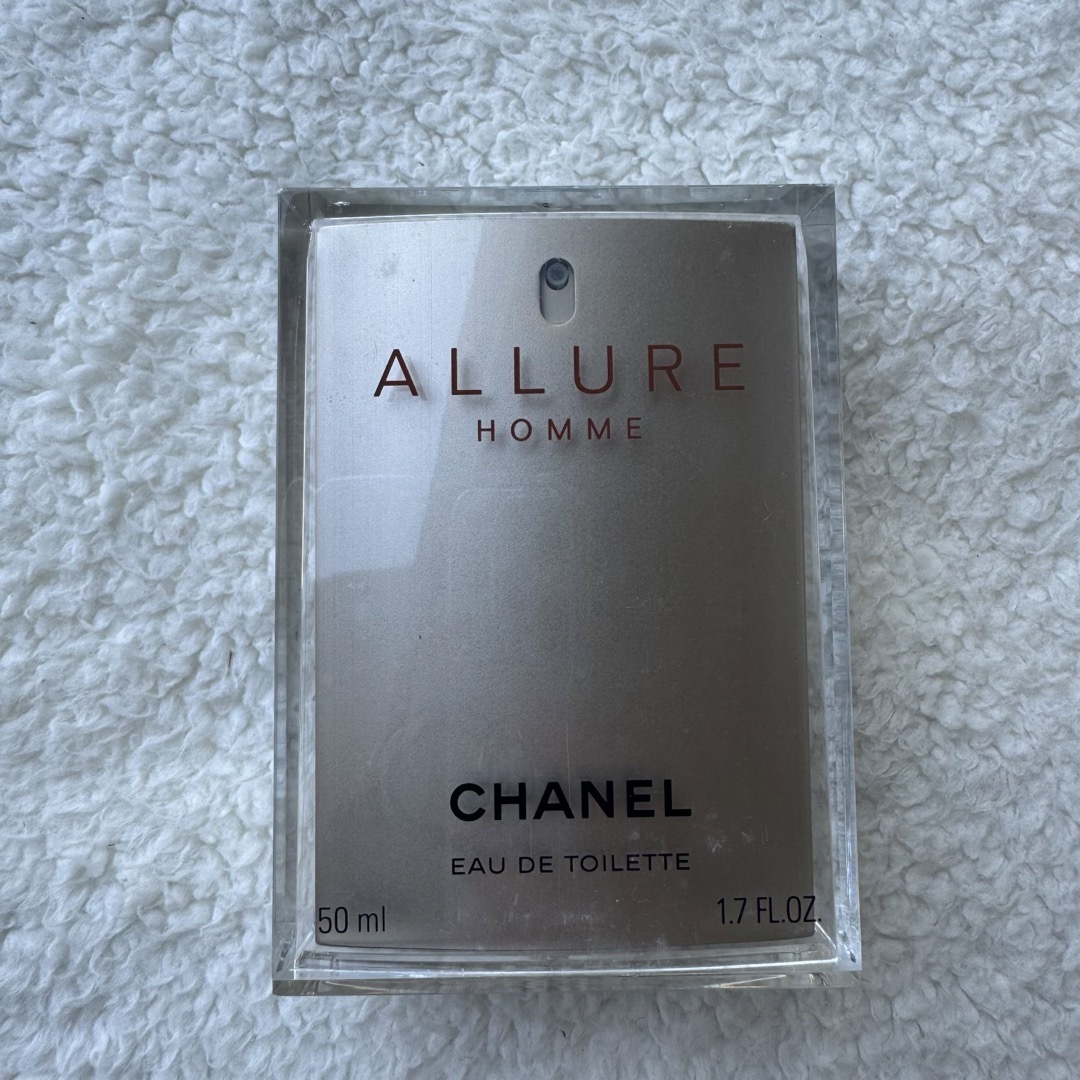 ALLURE
HOMME
CHANEL
EAU DE TOILETTE
50 ml 1.7 FL.OZ.